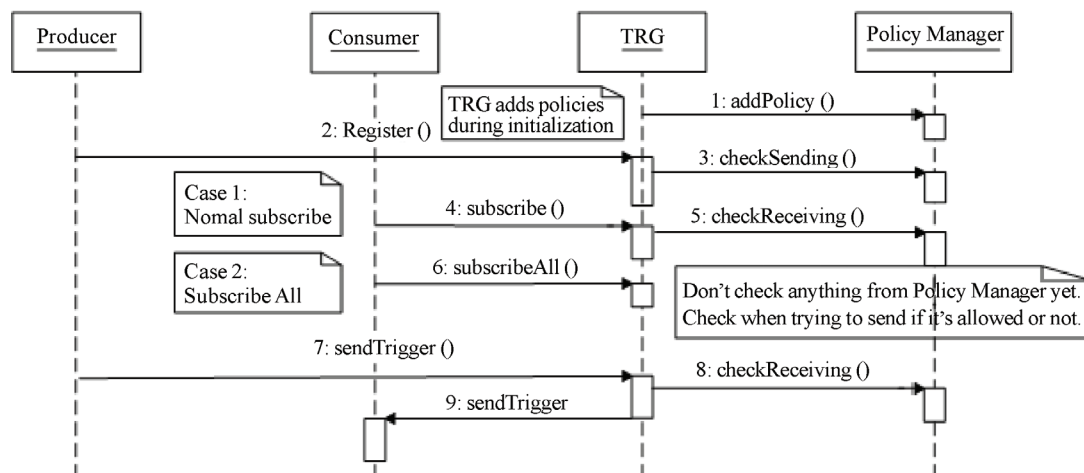 Producer
Consumer
TRG
Policy Manager
TRG adds policies
during initialization
1: addPolicy ()
2: Register ()
3: checkSending ()
Case 1:
Nomal subscribe
4: subscribe ()
5: checkReceiving ()
Case 2:
Subscribe All
6: subscribeAll ()
Don't check anything from Policy Manager yet.
Check when trying to send if it's allowed or not.
7: sendTrigger ()
8: checkReceiving ()
9: sendTrigger